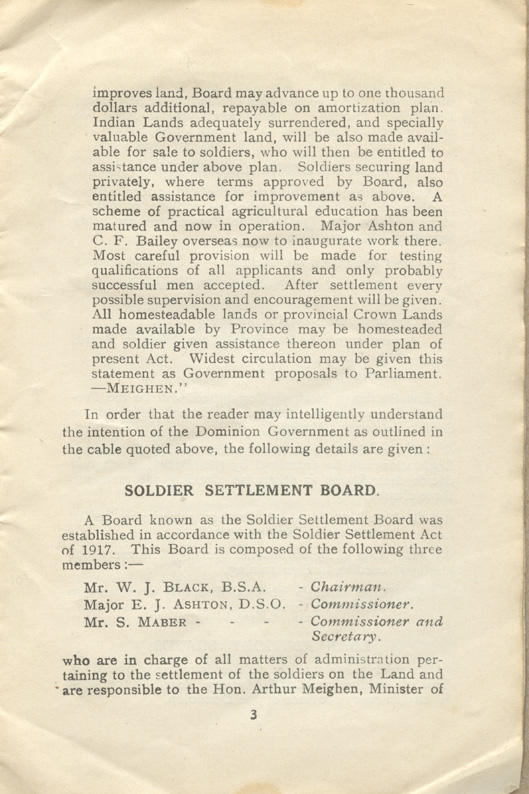 improves land, Board may advance up to one thousand
dollars additional, repayable on amortization plan.
Indian Lands adequately surrendered, and specially
valuable Government land, will be also made avail-
able for sale to soldiers, who will then be entitled to
assistance under above plan. Soldiers securing land
privately, where terms approved by Board, also
entitled assistance for improvement as above. A
scheme of practical agricultural education has been
matured and now in operation. Major Ashton and
C. F. Bailey overseas now to inaugurate work there.
Most careful provision will be made for testing
qualifications of all applicants and only probably
successful men accepted. After settlement every
possible supervision and encouragement will be given.
All homesteadable lands or provincial Crown Lands
made available by Province may be homesteaded
and soldier given assistance thereon under plan of
present Act. Widest circulation may be given this
statement as Government proposals to Parliament.
—MEIGHEN."
In order that the reader may intelligently understand
the intention of the Dominion Government as outlined in
the cable quoted above, the following details are given :
SOLDIER SETTLEMENT BOARD.
A Board known as the Soldier Settlement Board was
established in accordance with the Soldier Settlement Act
of 1917. This Board is composed of the following three
members :—
Mr. W. J. BLACK, B.S.A. - Chairman.
Major E. J. ASHTON, D.S.O. - Commissioner.
Mr. S. MABER - - - - Commissioner and
Secretary.
who are in charge of all matters of administration per-
taining to the settlement of the soldiers on the Land and
are responsible to the Hon. Arthur Meighen, Minister of
3